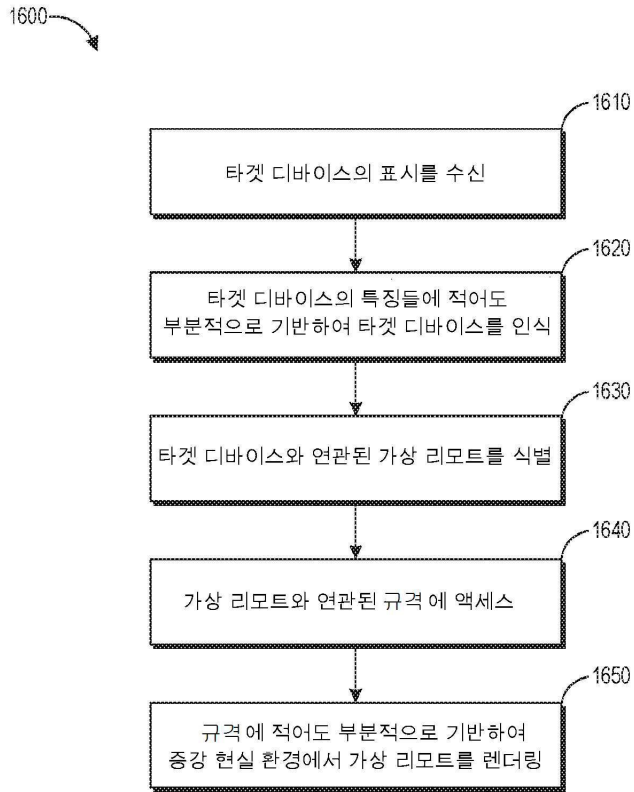 1600
1610
타겟 디바이스의 표시를 수신
1620
타겟 디바이스의 특징들에 적어도
부분적으로 기반하여 타겟 디바이스를 인식
1630
타겟 디바이스와 연관된 가상 리모트를 식별
1640
가상 리모트와 연관된 규격에 액세스
1650
규격에 적어도 부분적으로 기반하여
증강 현실 환경에서 가상 리모트를 렌더링